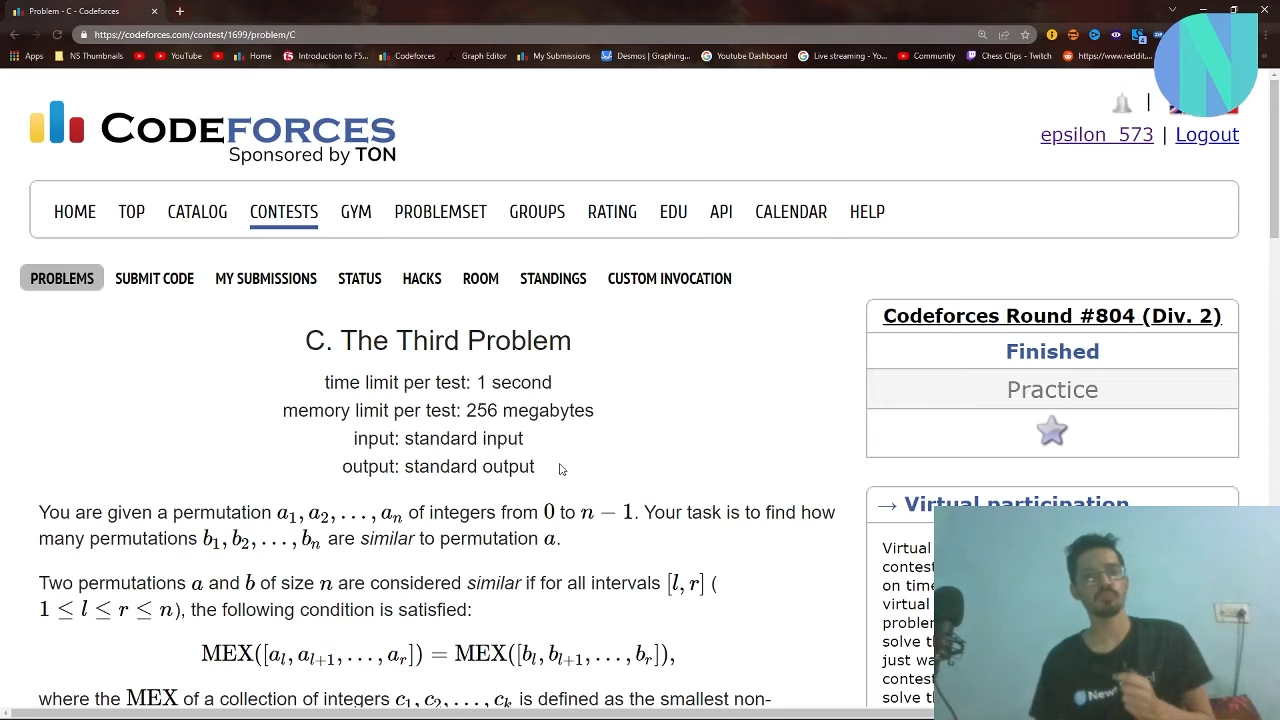 Problem - C - Codeforces
https://codeforces.com/contest/1699/problem/C
Apps
NS Thumbnails
YouTube
Home
Introduction to F5...
Codeforces
Graph Editor
My Submissions
Desmos | Graphing...
Youtube Dashboard
Live streaming - Yo...
Community
Chess Clips - Twitch
https://www.reddit...
CODEFORCES
Sponsored by TON
epsilon_573 | Logout
HOME TOP CATALOG CONTESTS GYM PROBLEMSET GROUPS RATING EDU API CALENDAR HELP
PROBLEMS SUBMIT CODE MY SUBMISSIONS STATUS HACKS ROOM STANDINGS CUSTOM INVOCATION
C. The Third Problem
time limit per test: 1 second
memory limit per test: 256 megabytes
input: standard input
output: standard output
You are given a permutation a₁, a₂, …, aₙ of integers from 0 to n − 1. Your task is to find how
many permutations b₁, b₂, …, bₙ are similar to permutation a.
Two permutations a and b of size n are considered similar if for all intervals [l, r] (
1 ≤ l ≤ r ≤ n), the following condition is satisfied:
MEX([aₗ, aₗ₊₁, …, aᵣ]) = MEX([bₗ, bₗ₊₁, …, bᵣ]),
where the MEX of a collection of integers c₁, c₂, …, cₖ is defined as the smallest non-
Codeforces Round #804 (Div. 2)
Finished
Practice
→ Virtual participation
Virtual
contest
on time
virtual
problem
solve th
just wa
contest
solve th